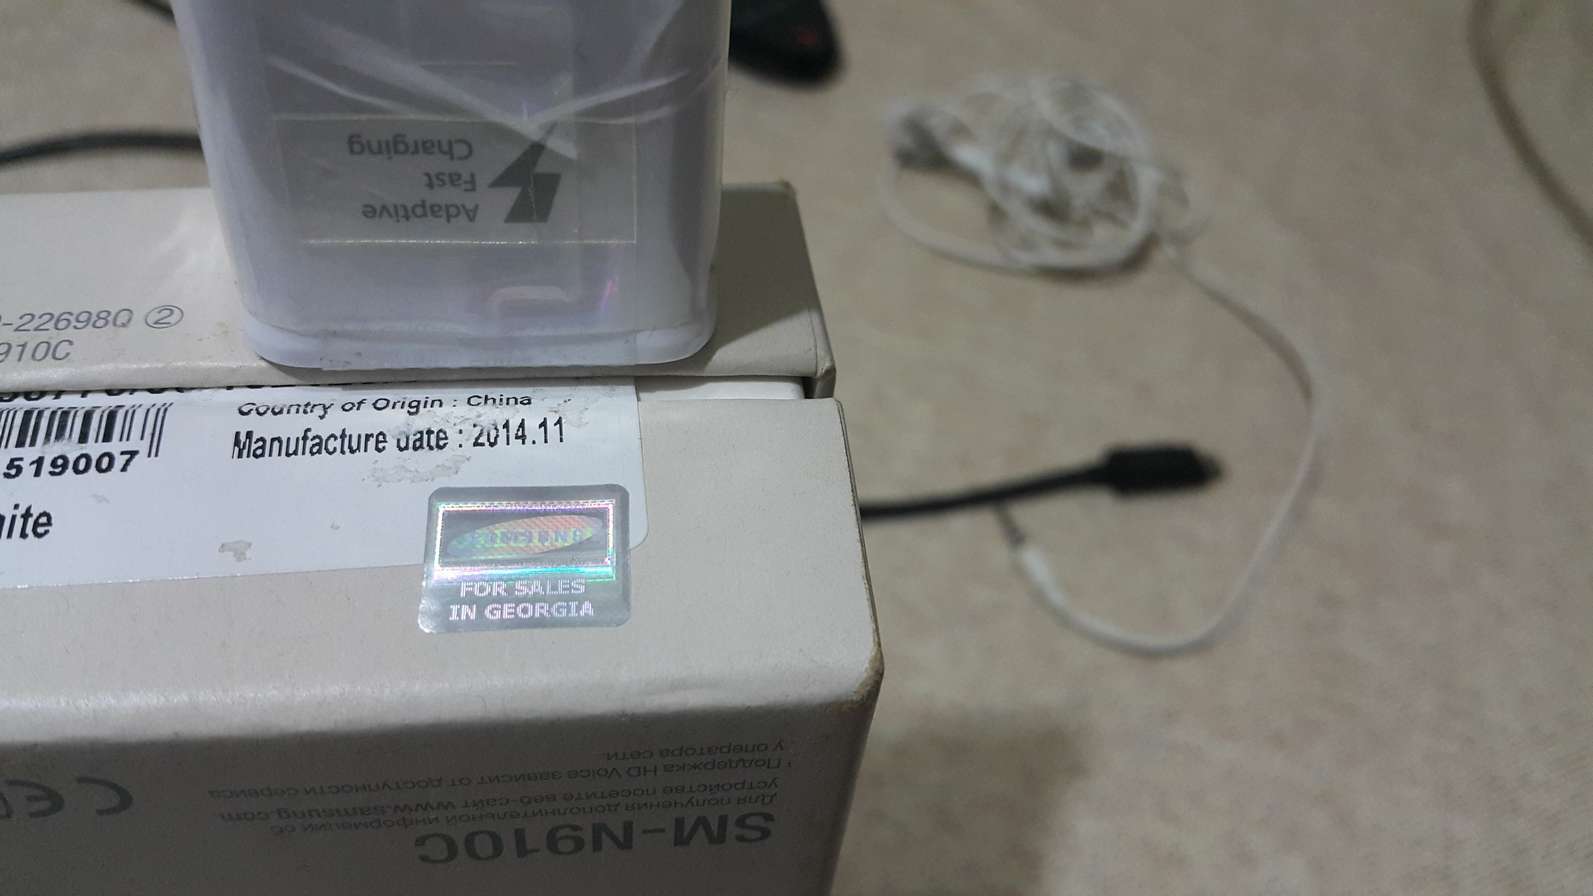 Adaptive
Fast
Charging
-22698Q ②
910C
Country of Origin : China
Manufacture date : 2014.11
519007
ite
SAMSUNG
FOR SALES
IN GEORGIA
SM-N910C
Для получения дополнительной информации об
устройстве посетите веб-сайт www.samsung.com.
* Поддержка HD Voice зависит от доступности сервиса
у оператора сети.
CE